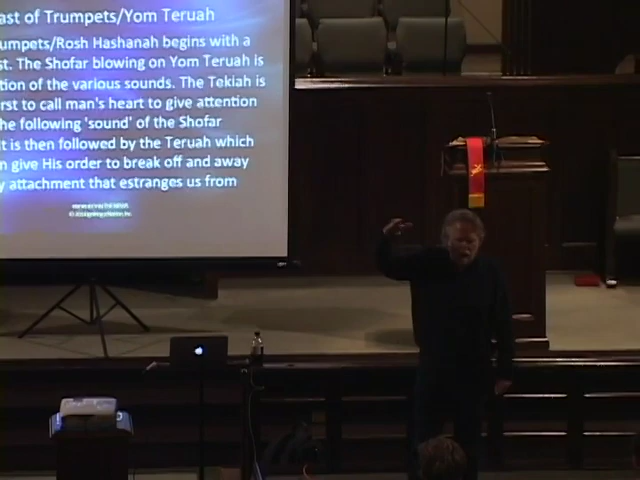 ast of Trumpets/Yom Teruah
umpets/Rosh Hashanah begins with a
st. The Shofar blowing on Yom Teruah is
tion of the various sounds. The Tekiah is
rst to call man's heart to give attention
he following 'sound' of the Shofar
t is then followed by the Teruah which
n give His order to break off and away
y attachment that estranges us from